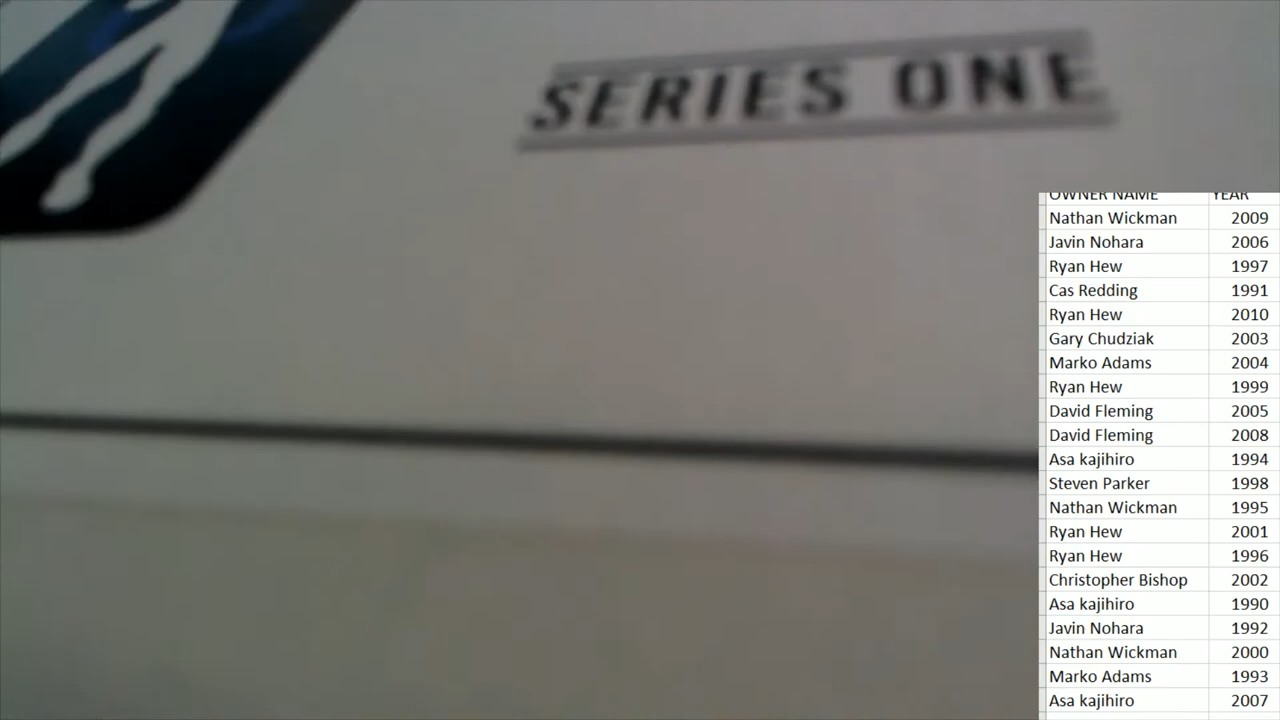 SERIES ONE
OWNER NAME YEAR
Nathan Wickman 2009
Javin Nohara 2006
Ryan Hew 1997
Cas Redding 1991
Ryan Hew 2010
Gary Chudziak 2003
Marko Adams 2004
Ryan Hew 1999
David Fleming 2005
David Fleming 2008
Asa kajihiro 1994
Steven Parker 1998
Nathan Wickman 1995
Ryan Hew 2001
Ryan Hew 1996
Christopher Bishop 2002
Asa kajihiro 1990
Javin Nohara 1992
Nathan Wickman 2000
Marko Adams 1993
Asa kajihiro 2007